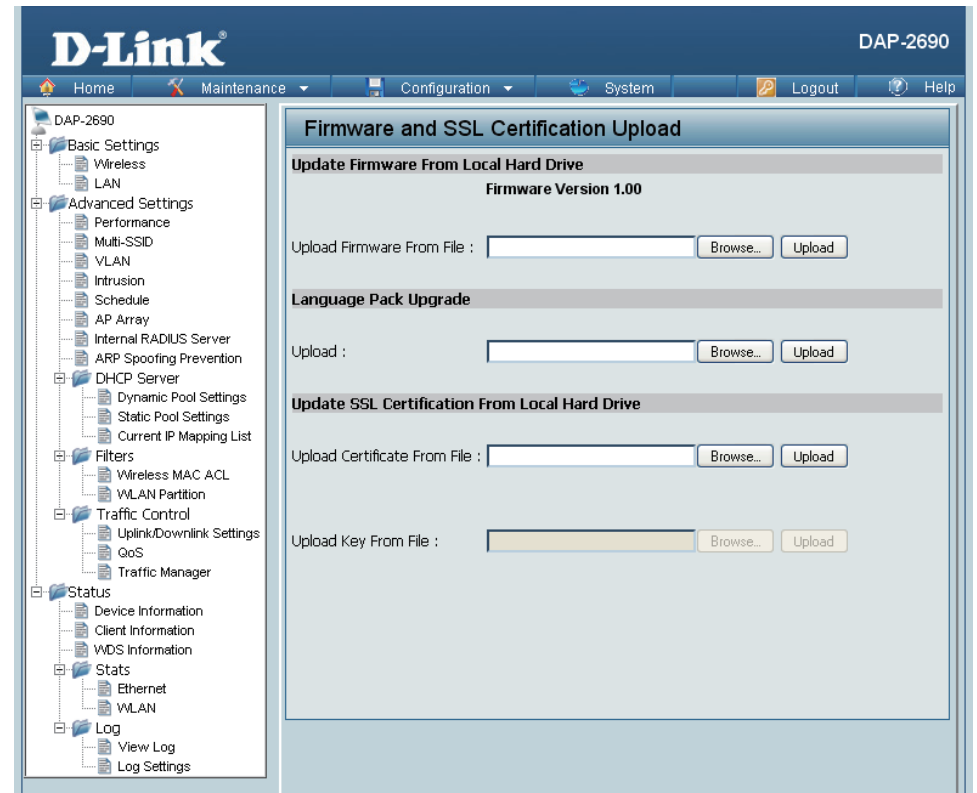 D-Link®
DAP-2690
Home
Maintenance
Configuration
System
Logout
Help
DAP-2690
Basic Settings
Wireless
LAN
Advanced Settings
Performance
Multi-SSID
VLAN
Intrusion
Schedule
AP Array
Internal RADIUS Server
ARP Spoofing Prevention
DHCP Server
Dynamic Pool Settings
Static Pool Settings
Current IP Mapping List
Filters
Wireless MAC ACL
WLAN Partition
Traffic Control
Uplink/Downlink Settings
QoS
Traffic Manager
Status
Device Information
Client Information
WDS Information
Stats
Ethernet
WLAN
Log
View Log
Log Settings
Firmware and SSL Certification Upload
Update Firmware From Local Hard Drive
Firmware Version 1.00
Upload Firmware From File : Browse... Upload
Language Pack Upgrade
Upload : Browse... Upload
Update SSL Certification From Local Hard Drive
Upload Certificate From File : Browse... Upload
Upload Key From File : Browse... Upload